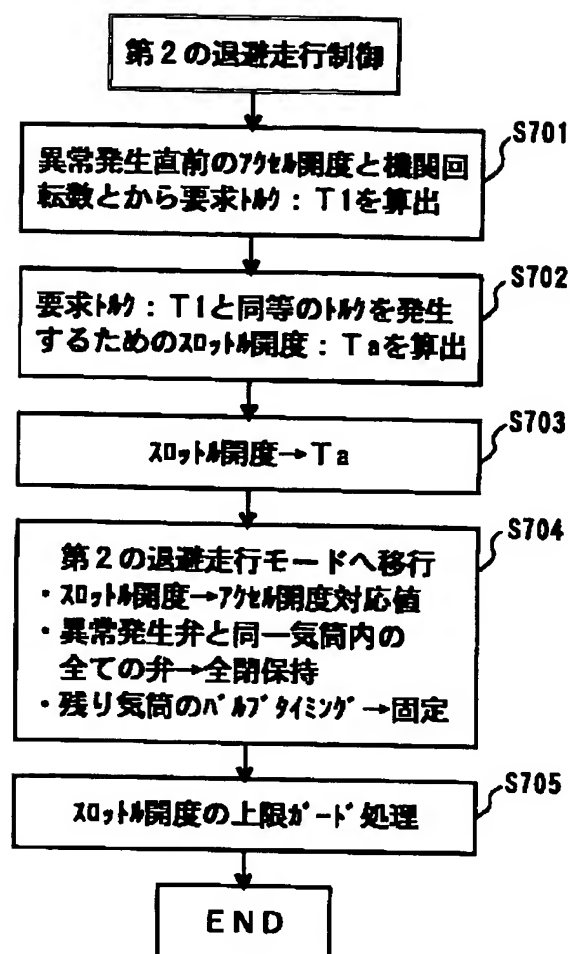 第2の退避走行制御
S701
異常発生直前のｱｸｾﾙ開度と機関回
転数とから要求ﾄﾙｸ：T1を算出
S702
要求ﾄﾙｸ：T1と同等のﾄﾙｸを発生
するためのｽﾛｯﾄﾙ開度：Taを算出
S703
ｽﾛｯﾄﾙ開度→Ta
S704
第2の退避走行モードへ移行
・ｽﾛｯﾄﾙ開度→ｱｸｾﾙ開度対応値
・異常発生弁と同一気筒内の
全ての弁→全閉保持
・残り気筒のﾊﾞﾙﾌﾞﾀｲﾐﾝｸﾞ→固定
S705
ｽﾛｯﾄﾙ開度の上限ｶﾞｰﾄﾞ処理
END